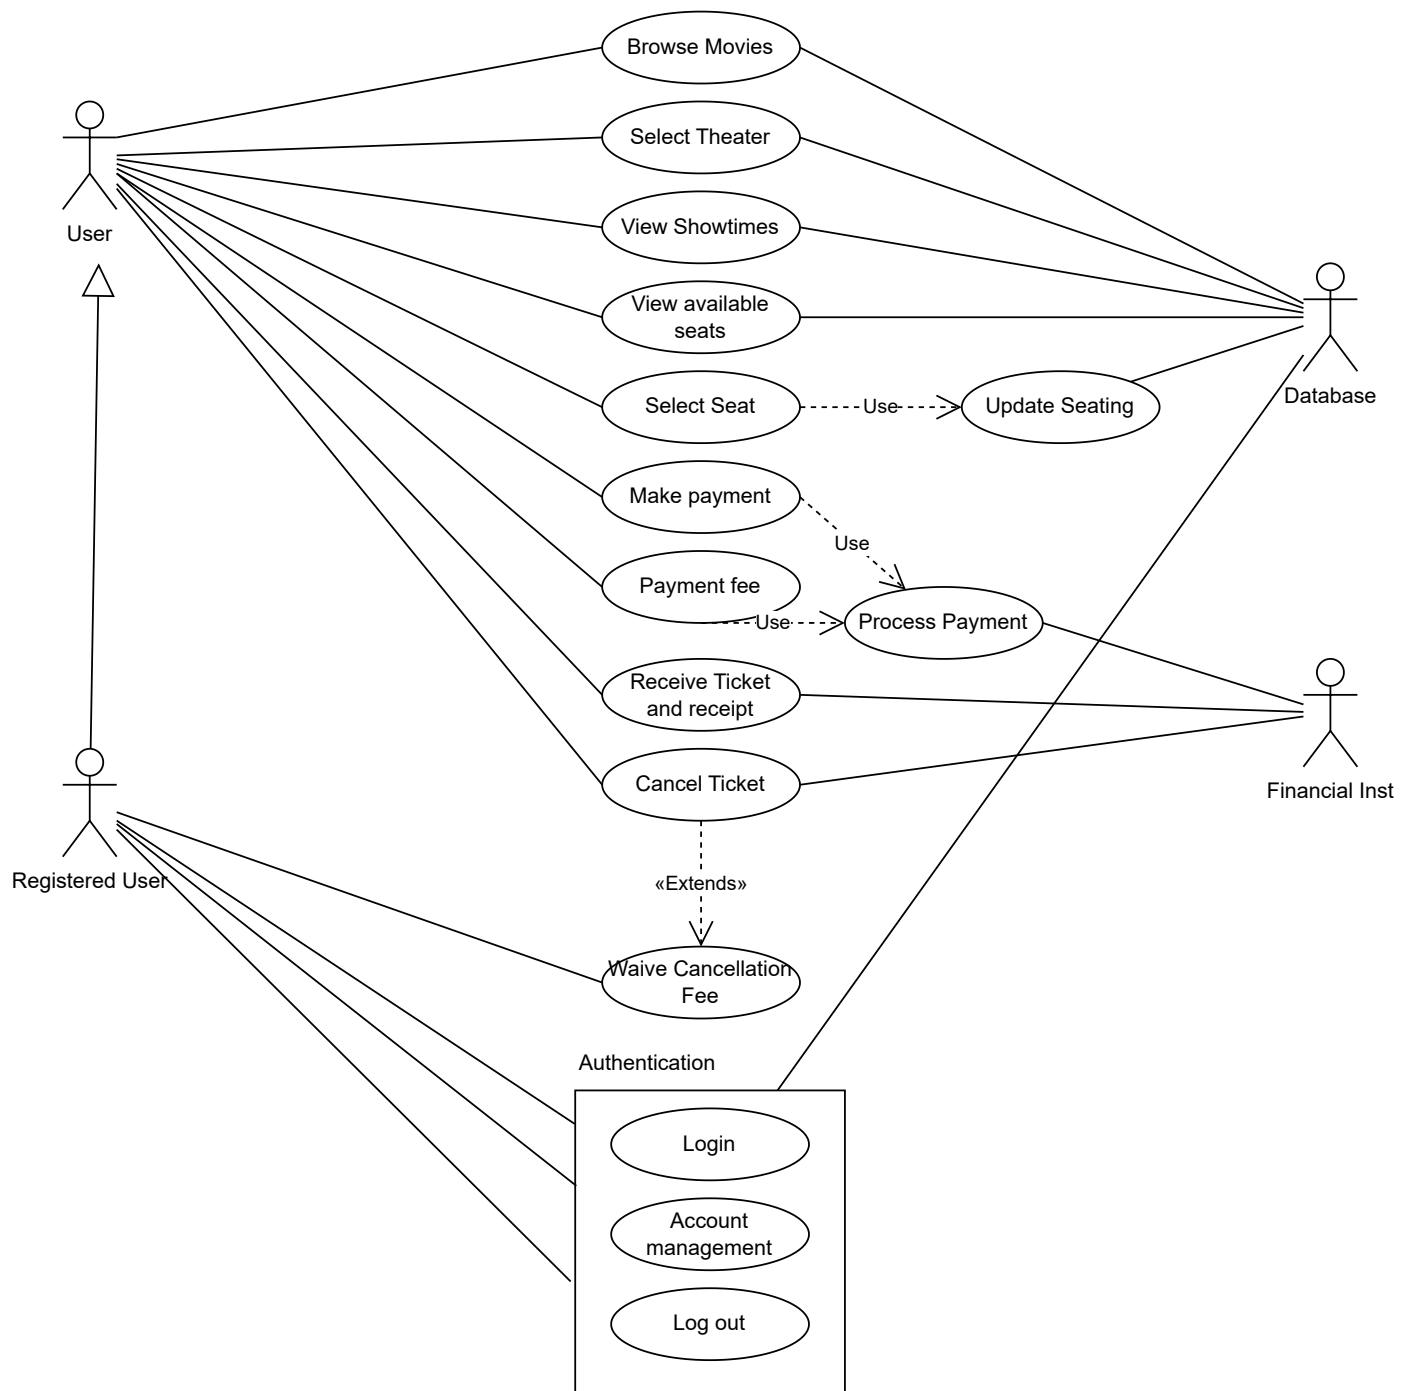 Browse Movies
Select Theater
User
View Showtimes
View available
seats
Database
Select Seat
Use
Update Seating
Make payment
Use
Payment fee
Use
Process Payment
Receive Ticket
and receipt
Cancel Ticket
Financial Inst
Registered User
«Extends»
Waive Cancellation
Fee
Authentication
Login
Account
management
Log out